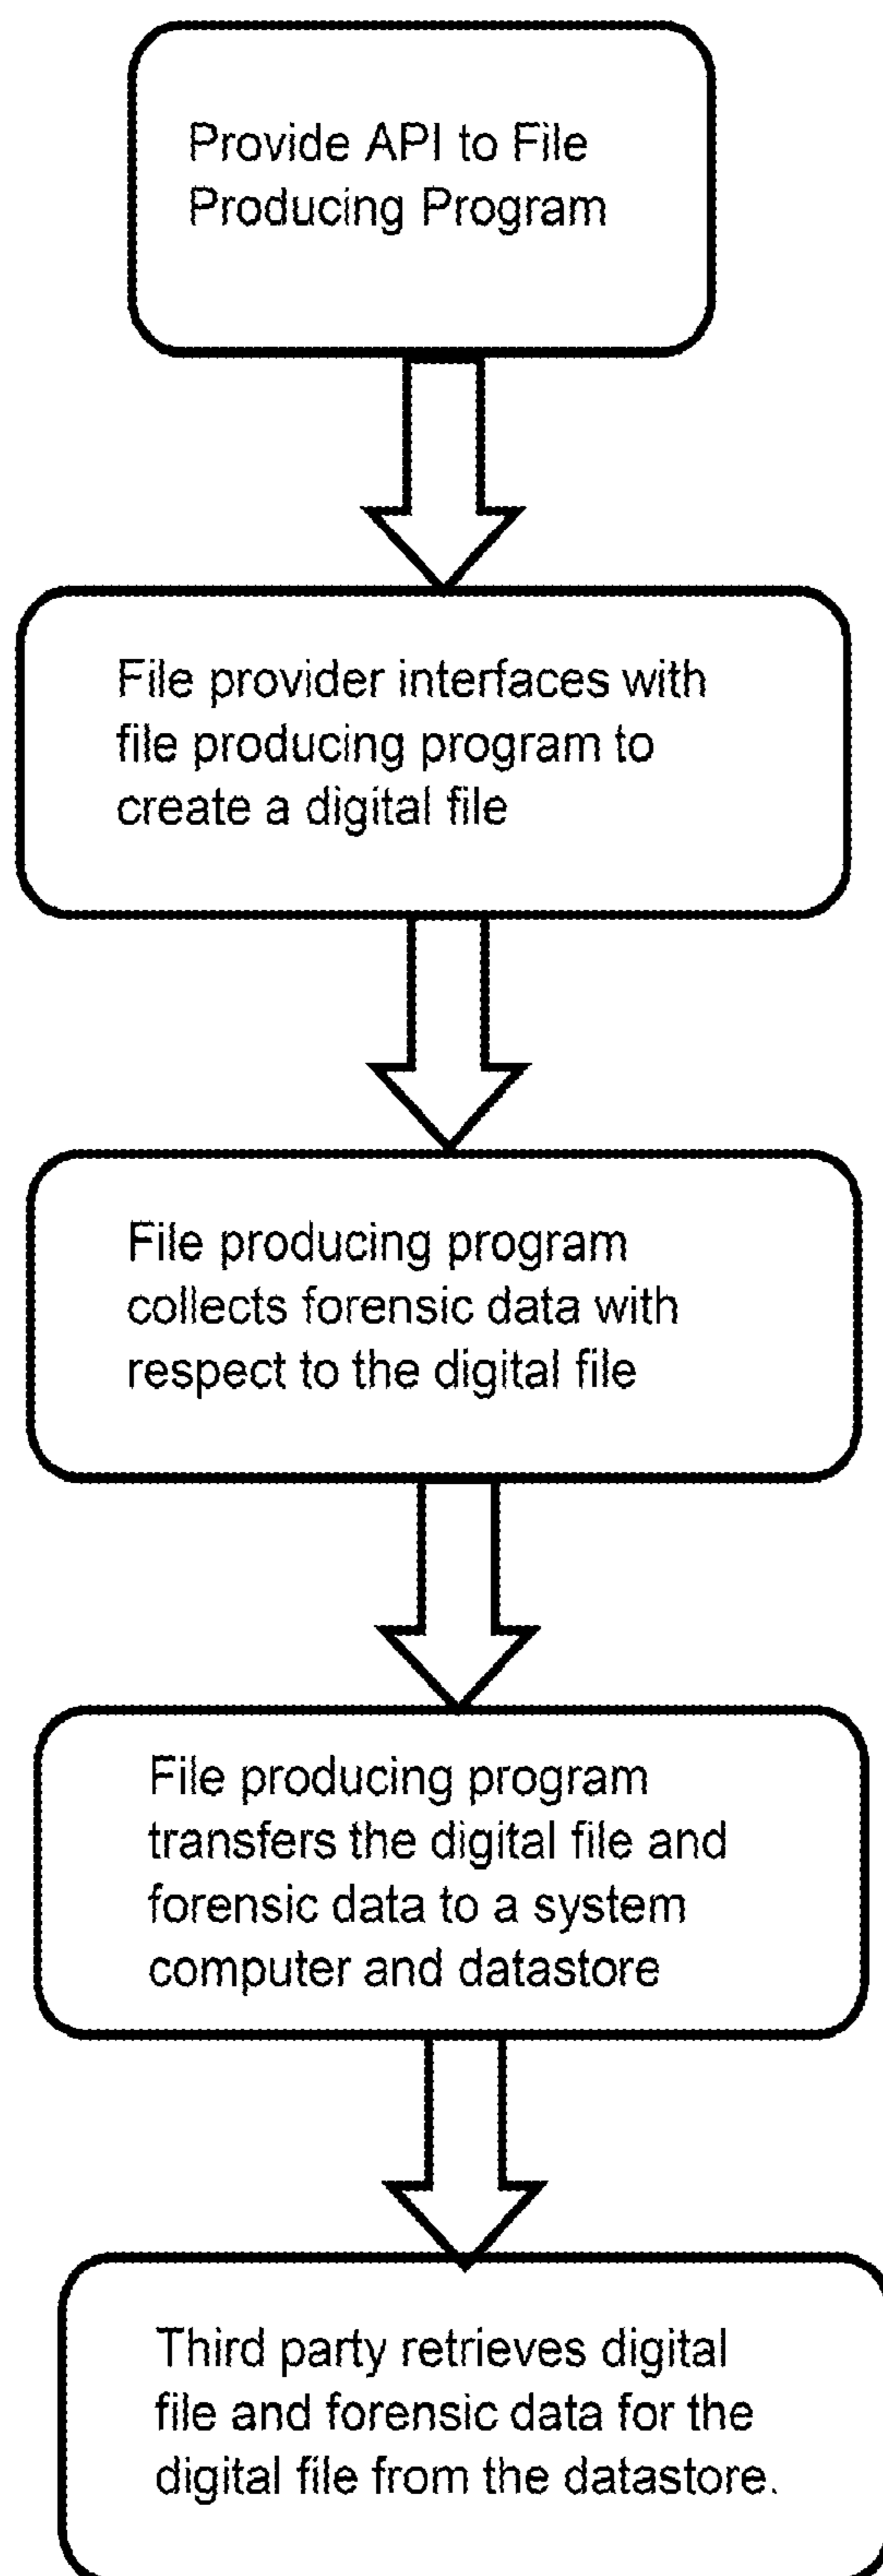 Provide API to File
Producing Program
File provider interfaces with
file producing program to
create a digital file
File producing program
collects forensic data with
respect to the digital file
File producing program
transfers the digital file and
forensic data to a system
computer and datastore
Third party retrieves digital
file and forensic data for the
digital file from the datastore.